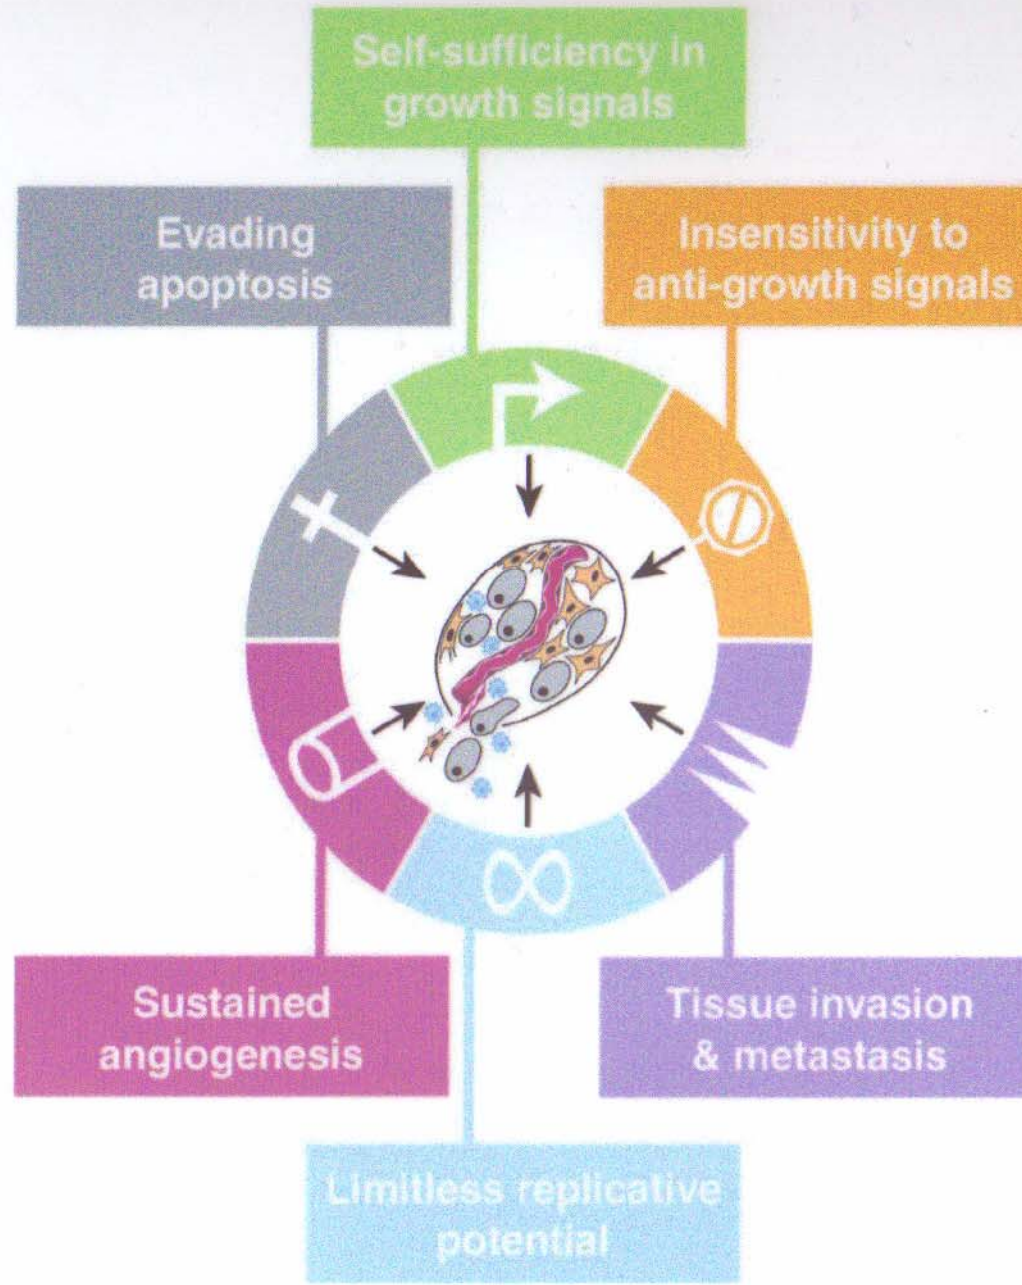 Self-sufficiency in
growth signals
Evading
apoptosis
Insensitivity to
anti-growth signals
Sustained
angiogenesis
Tissue invasion
& metastasis
Limitless replicative
potential